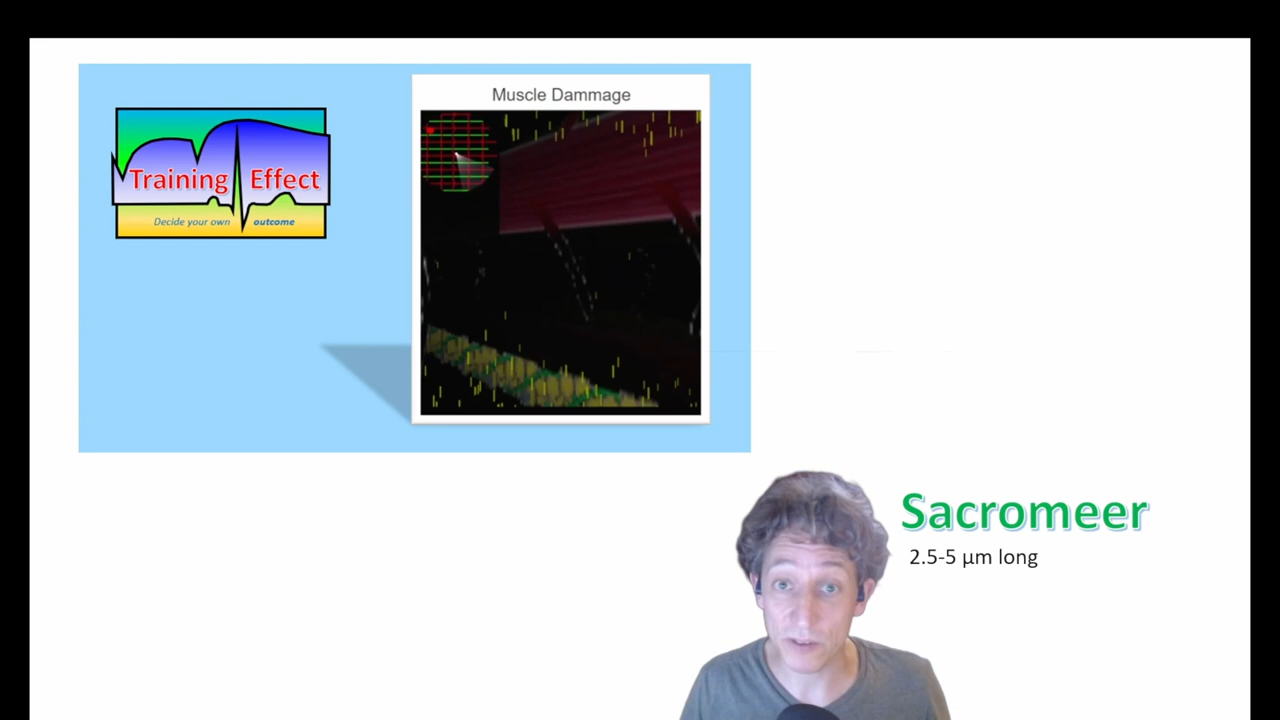 Muscle Dammage
Training Effect
Decide your own outcome
Sacromeer
2.5-5 µm long